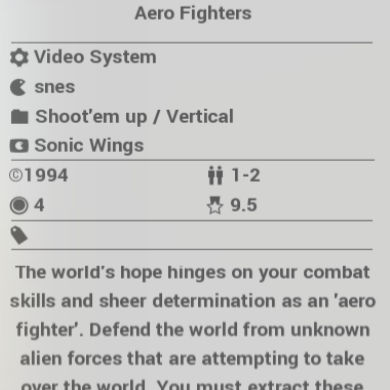 Aero Fighters
Video System
snes
Shoot'em up / Vertical
Sonic Wings
©1994
1-2
4
9.5
The world's hope hinges on your combat
skills and sheer determination as an 'aero
fighter'. Defend the world from unknown
alien forces that are attempting to take
over the world. You must extract these